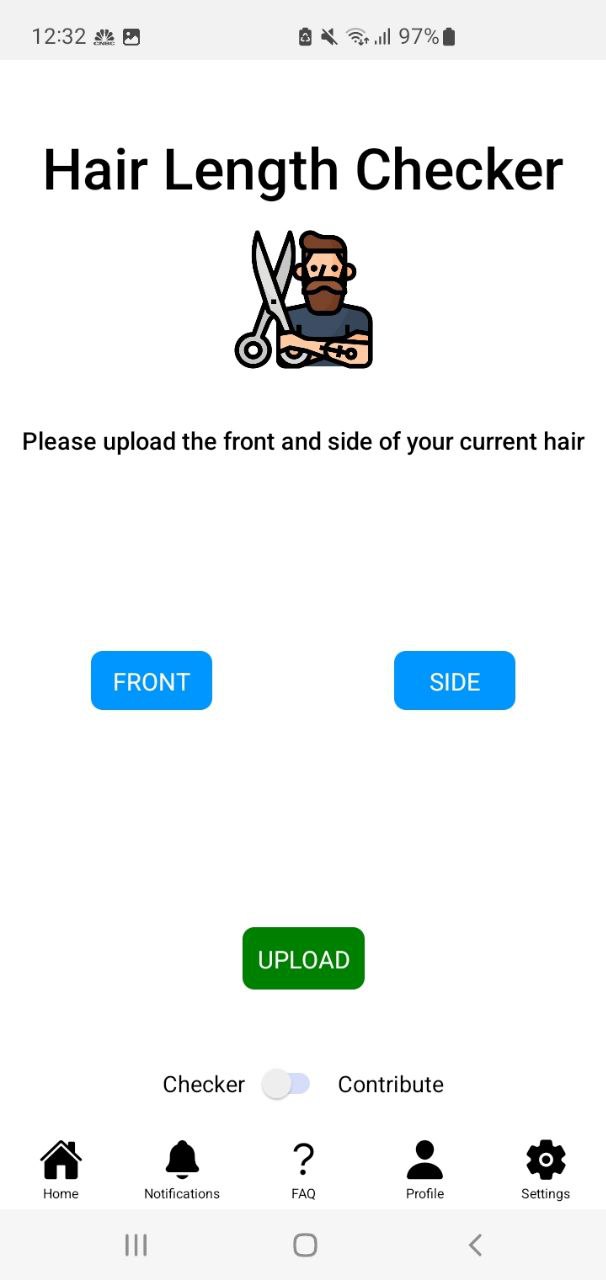 12:32 CNBC 97%
Hair Length Checker
Please upload the front and side of your current hair
FRONT SIDE
UPLOAD
Checker Contribute
Home Notifications FAQ Profile Settings